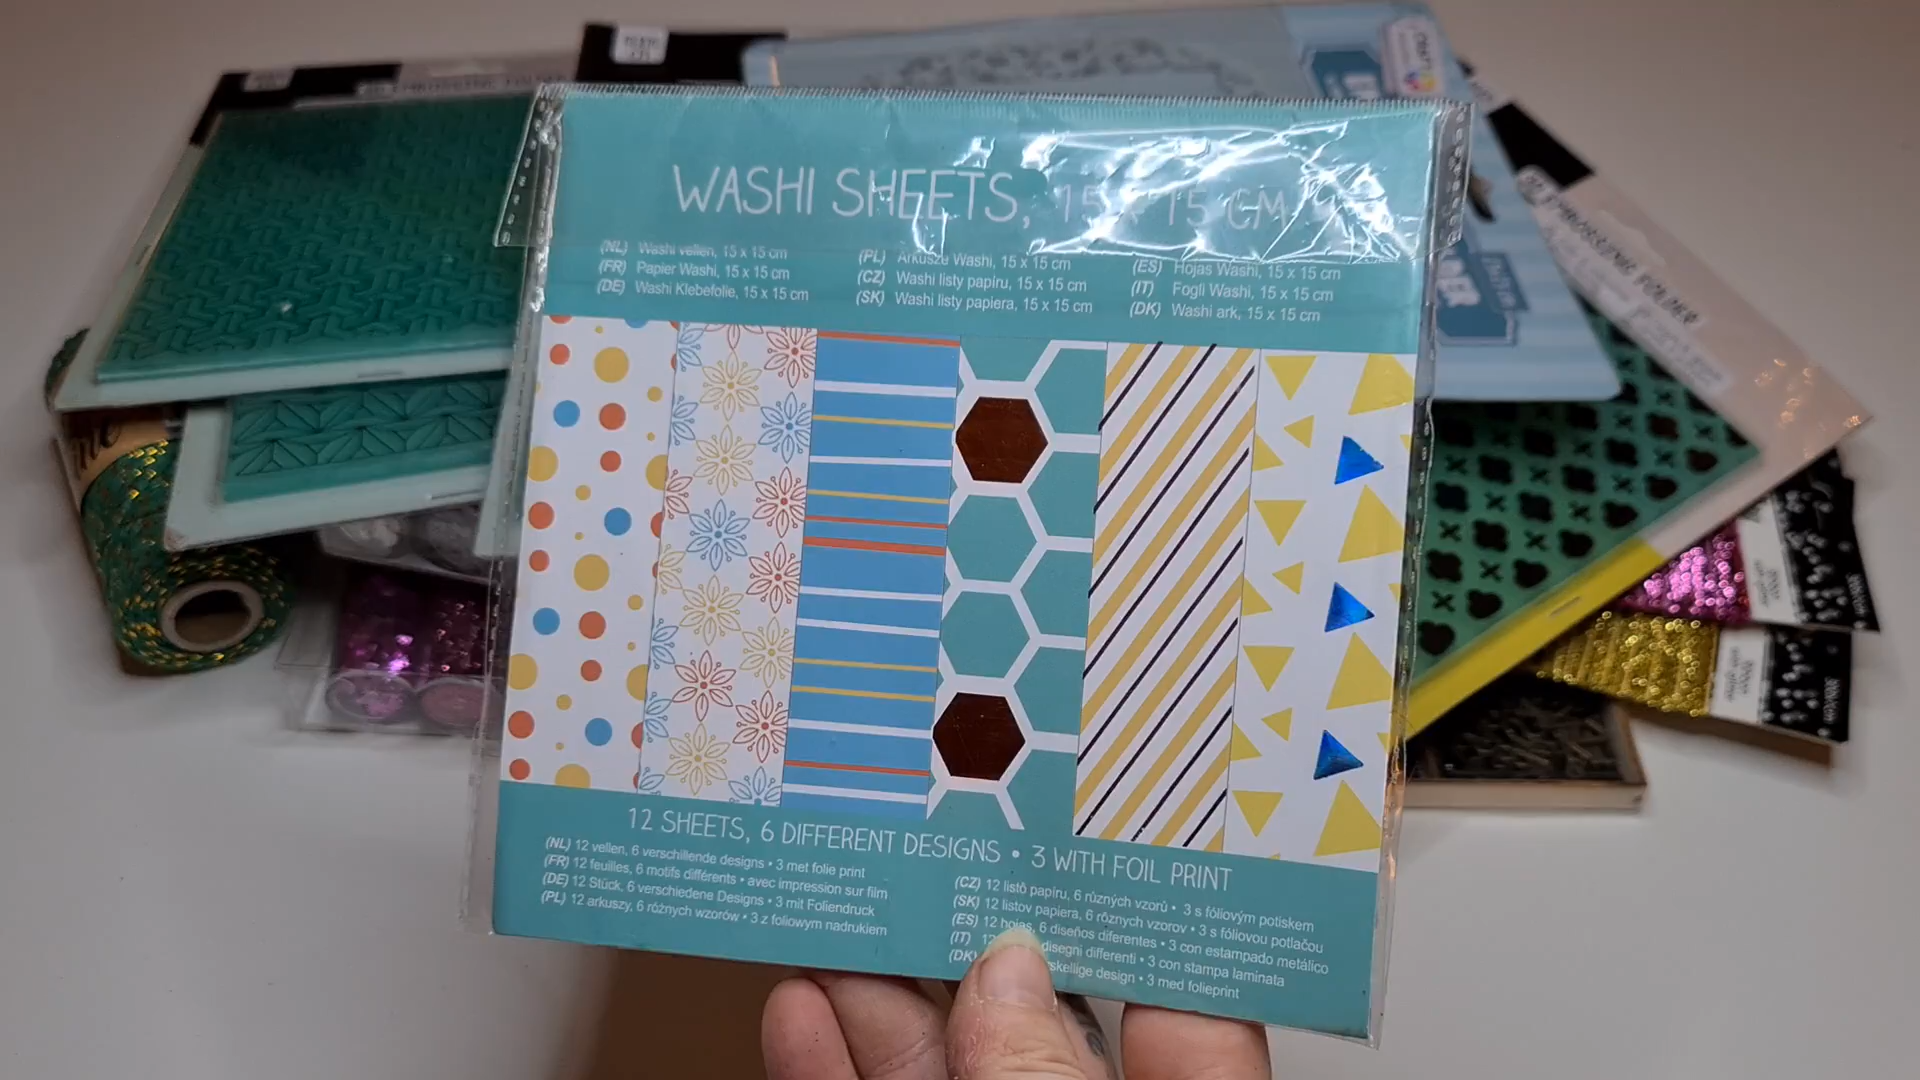 WASHI SHEETS, 15 x 15 CM
(NL) Washi vellen, 15 x 15 cm
(FR) Papier Washi, 15 x 15 cm
(DE) Washi Klebefolie, 15 x 15 cm
(PL) Arkusze Washi, 15 x 15 cm
(CZ) Washi listy papíru, 15 x 15 cm
(SK) Washi listy papiera, 15 x 15 cm
(ES) Hojas Washi, 15 x 15 cm
(IT) Fogli Washi, 15 x 15 cm
(DK) Washi ark, 15 x 15 cm
12 SHEETS, 6 DIFFERENT DESIGNS • 3 WITH FOIL PRINT
(NL) 12 vellen, 6 verschillende designs • 3 met folie print
(FR) 12 feuilles, 6 motifs différents • avec impression sur film
(DE) 12 Stück, 6 verschiedene Designs • 3 mit Foliendruck
(PL) 12 arkuszy, 6 różnych wzorów • 3 z foliowym nadrukiem
(CZ) 12 listů papíru, 6 různých vzorů • 3 s fóliovým potiskem
(SK) 12 listov papiera, 6 rôznych vzorov • 3 s fóliovou potlačou
(ES) 12 hojas, 6 diseños diferentes • 3 con estampado metálico
(IT) 12 disegni differenti • 3 con stampa laminata
(DK) design • 3 med folieprint
EMBOSSING FOLDER